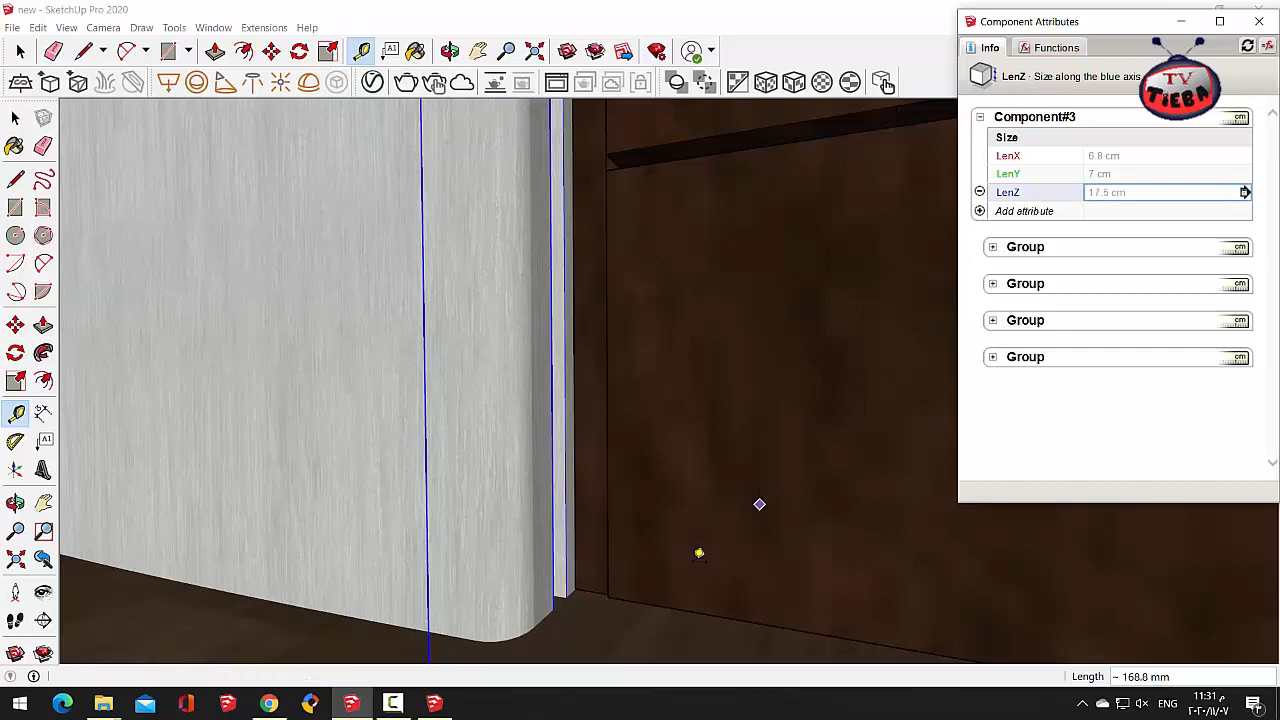 new - SketchUp Pro 2020
File Edit View Camera Draw Tools Window Extensions Help
Component Attributes
Info Functions
LenZ - Size along the blue axis
TV
TiEBA
Component#3 cm
Size
LenX 6.8 cm
LenY 7 cm
LenZ 17.5 cm
Add attribute
Group cm
Group cm
Group cm
Group cm
Length ~ 168.8 mm
ENG
11:31 م